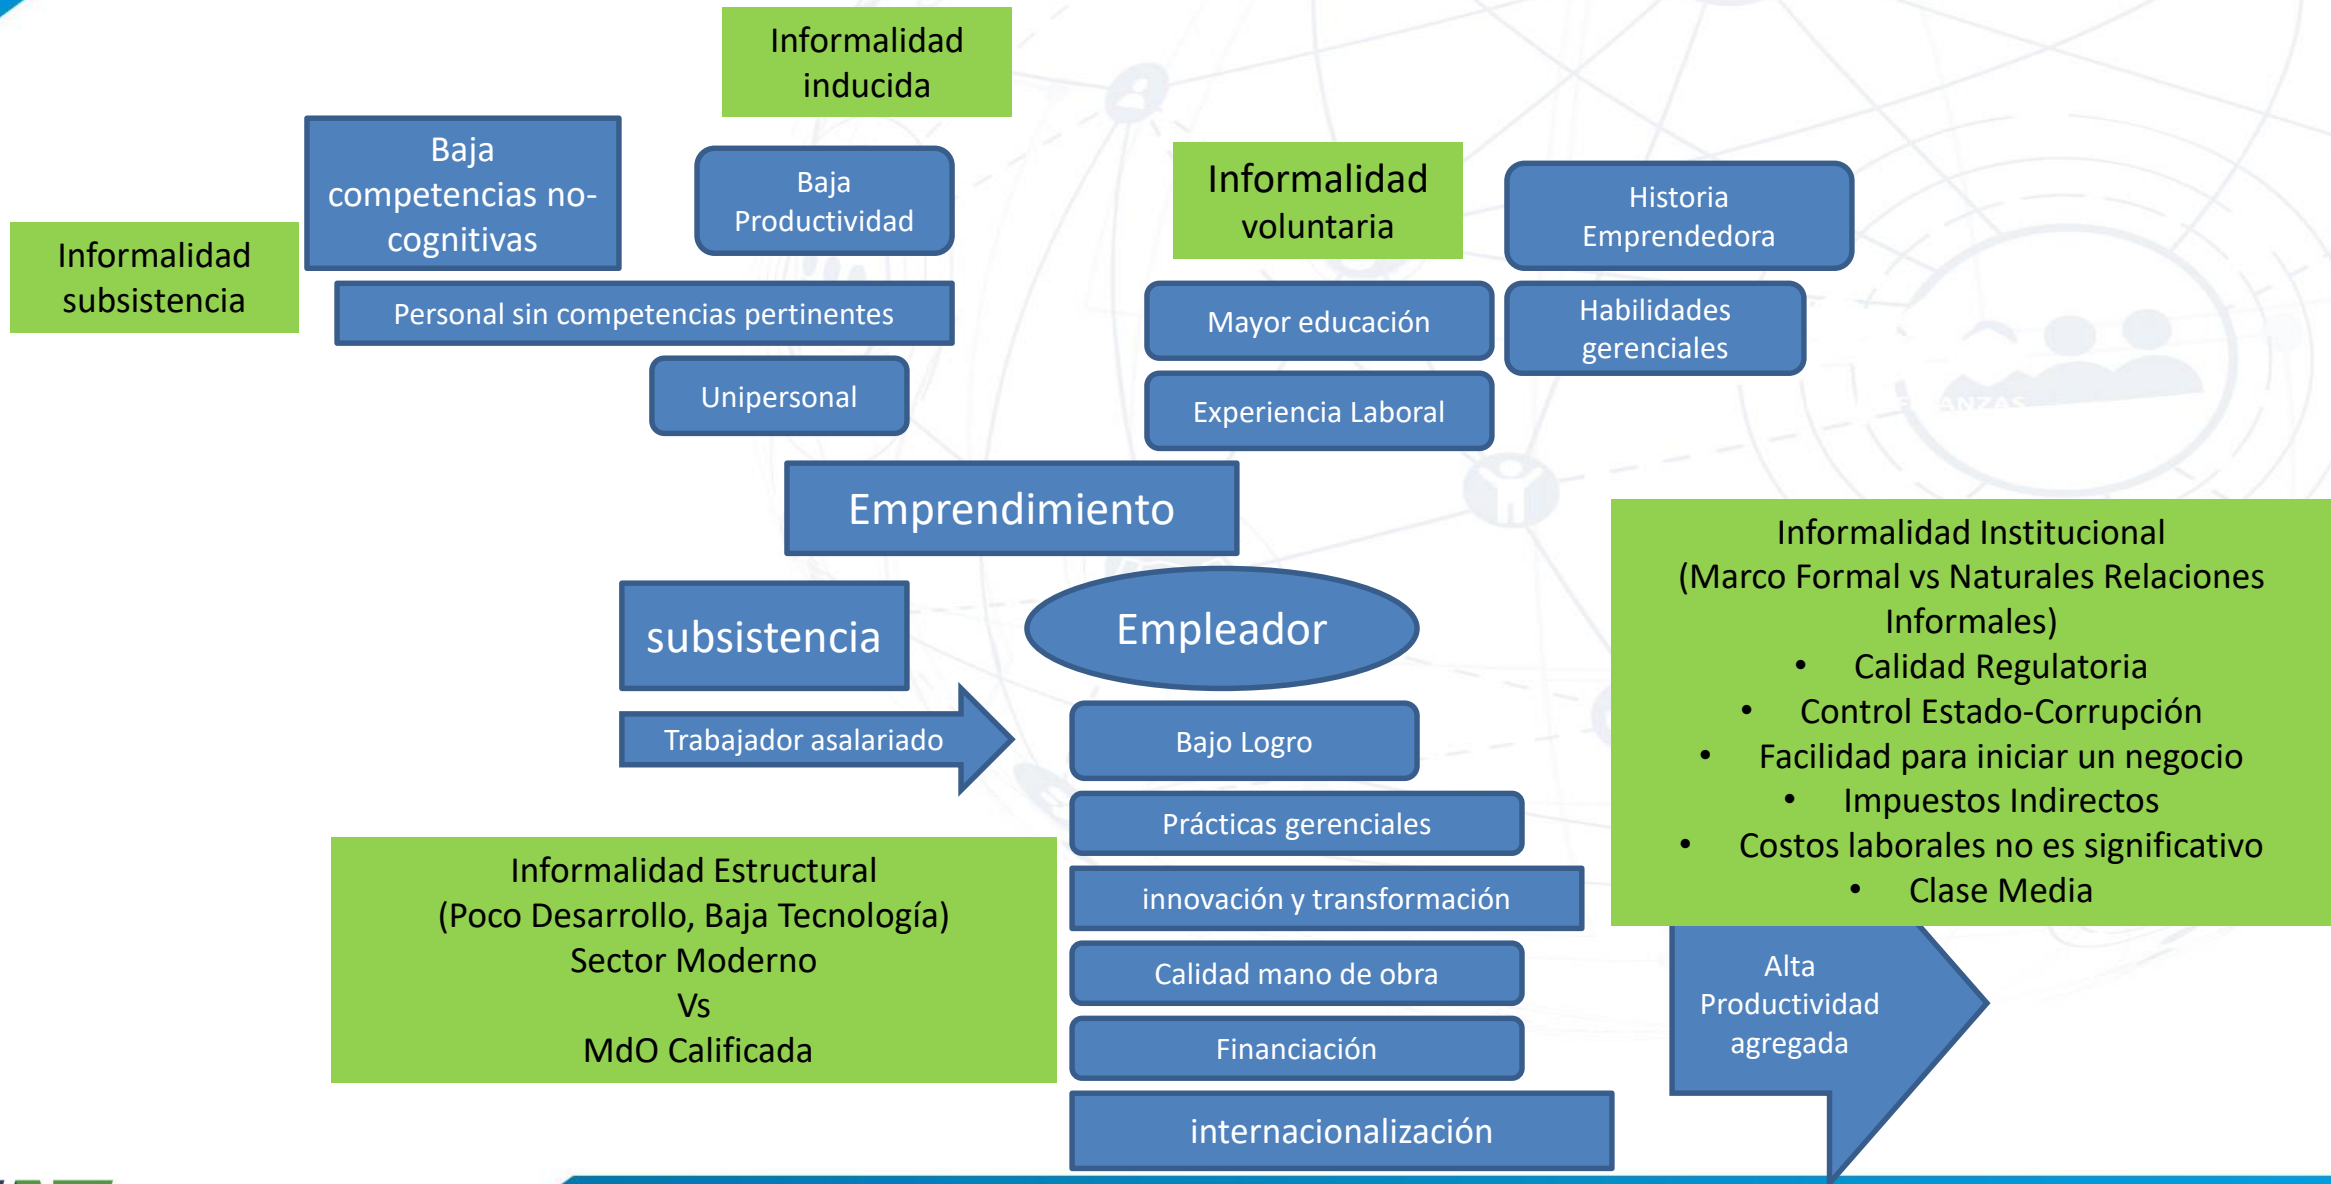 Informalidad
inducida
Baja
competencias no-
cognitivas
Baja
Productividad
Informalidad
voluntaria
Historia
Emprendedora
Informalidad
subsistencia
Personal sin competencias pertinentes
Mayor educación
Habilidades
gerenciales
Unipersonal
Experiencia Laboral
Emprendimiento
subsistencia
Empleador
Trabajador asalariado
Bajo Logro
Prácticas gerenciales
innovación y transformación
Calidad mano de obra
Financiación
internacionalización
Informalidad Estructural
(Poco Desarrollo, Baja Tecnología)
Sector Moderno
Vs
MdO Calificada
Informalidad Institucional
(Marco Formal vs Naturales Relaciones
Informales)
• Calidad Regulatoria
• Control Estado-Corrupción
• Facilidad para iniciar un negocio
• Impuestos Indirectos
• Costos laborales no es significativo
• Clase Media
Alta
Productividad
agregada